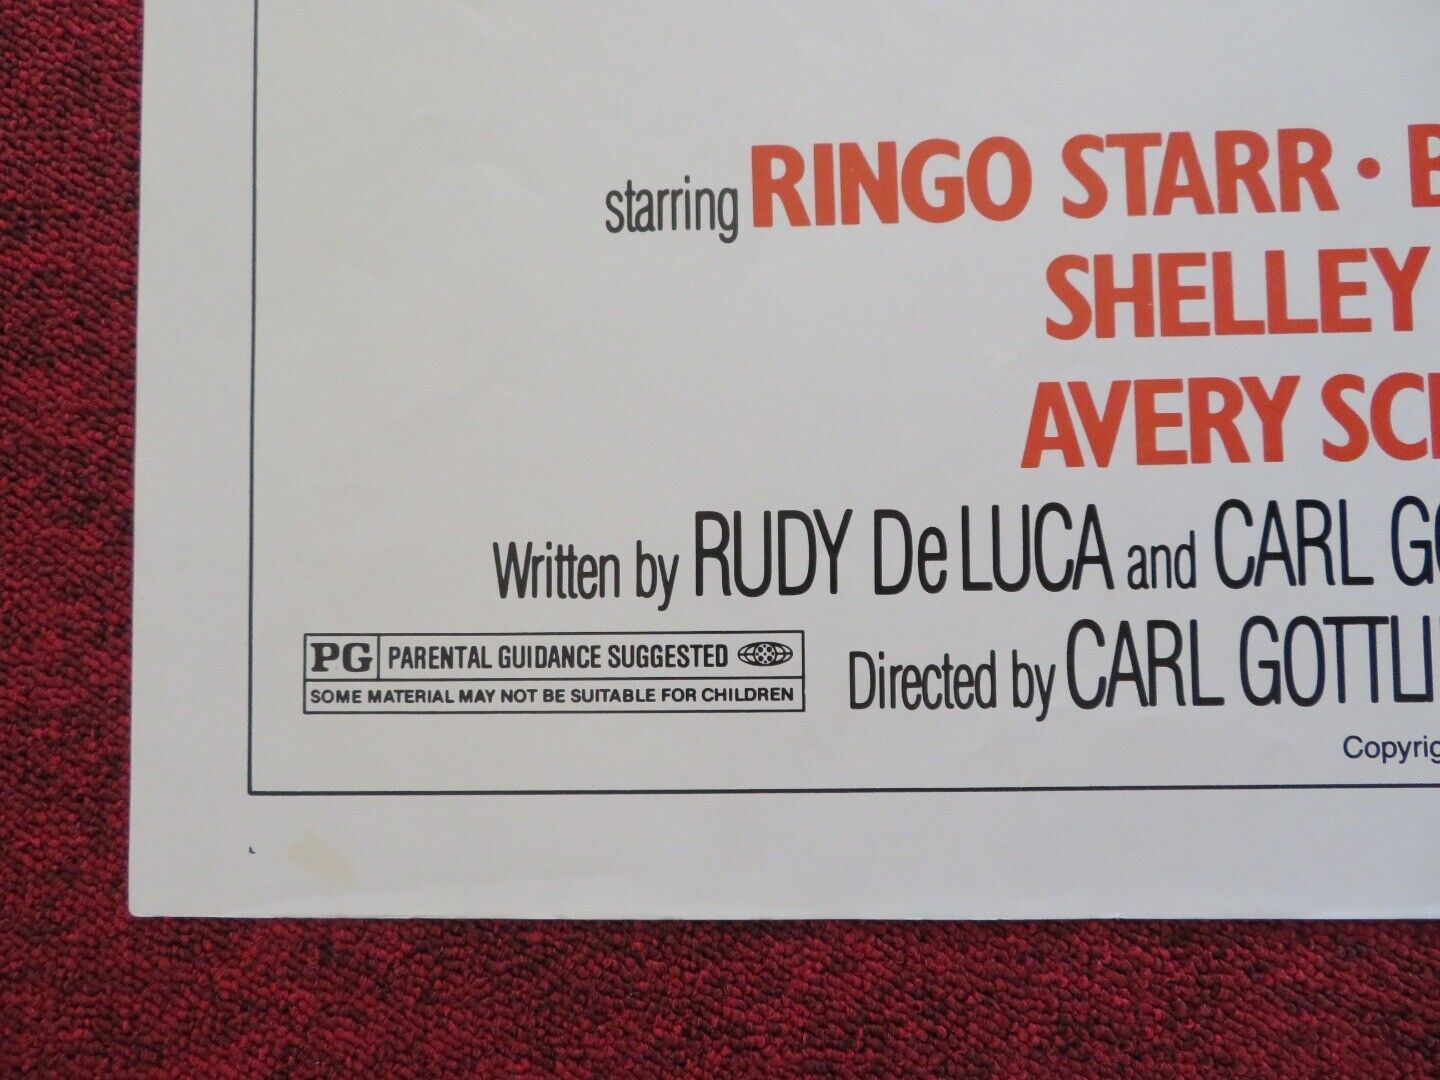 starring RINGO STARR •
SHELLEY
AVERY
Written by RUDY De LUCA and CARL
PG PARENTAL GUIDANCE SUGGESTED
SOME MATERIAL MAY NOT BE SUITABLE FOR CHILDREN
Directed by CARL